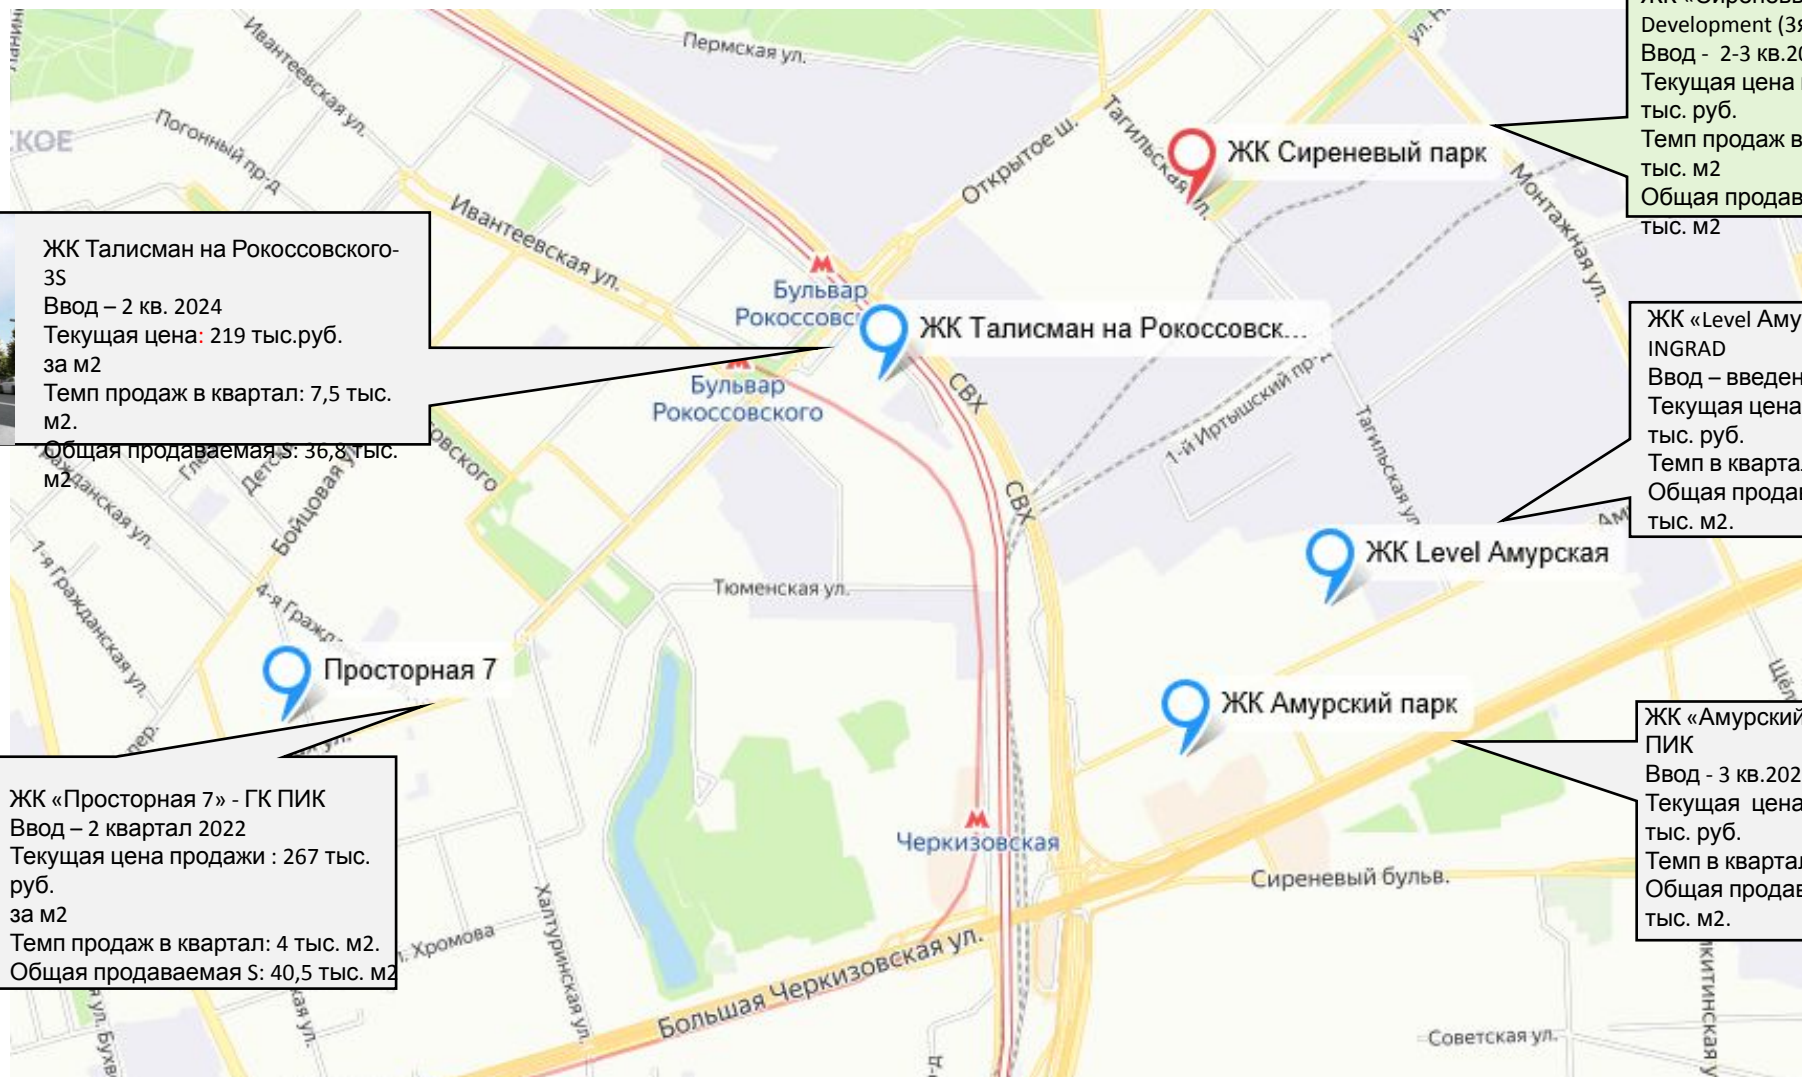 Ивантеевская ул.
Пермская ул.
Погонный пр-д
КОЕ
Ивантеевская ул.
Открытое ш.
Тагильская ул.
ЖК Сиреневый парк
Монтажная ул.
Development
Ввод - 2-3 кв.
Текущая цена
тыс. руб.
Темп продаж в
тыс. м2
Общая
тыс. м2
ЖК Талисман на Рокоссовского-
3S
Ввод – 2 кв. 2024
Текущая цена: 219 тыс.руб.
за м2
Темп продаж в квартал: 7,5 тыс.
м2.
Общая продаваемая S: 36,8 тыс.
м2
Бульвар
ЖК Талисман на Рокоссовск...
Бульвар
Рокоссовского
СВХ
СВХ
1-й Иртышский пр-д
Тагильская ул.
ЖК «Level
INGRAD
Ввод –
Текущая цена
тыс. руб.
Темп в
Общая
тыс. м2.
Бойцовая ул.
1-я Гражданская ул.
Тюменская ул.
ЖК Level Амурская
Просторная 7
ЖК Амурский парк
ЖК «Амурский
ПИК
Ввод - 3 кв.
Текущая цена
тыс. руб.
Темп в
Общая
тыс. м2.
ЖК «Просторная 7» - ГК ПИК
Ввод – 2 квартал 2022
Текущая цена продажи : 267 тыс.
руб.
за м2
Темп продаж в квартал: 4 тыс. м2.
Общая продаваемая S: 40,5 тыс. м2
Черкизовская
Сиреневый бульв.
Хромова
Халтуринская ул.
Большая Черкизовская ул.
Советская ул.